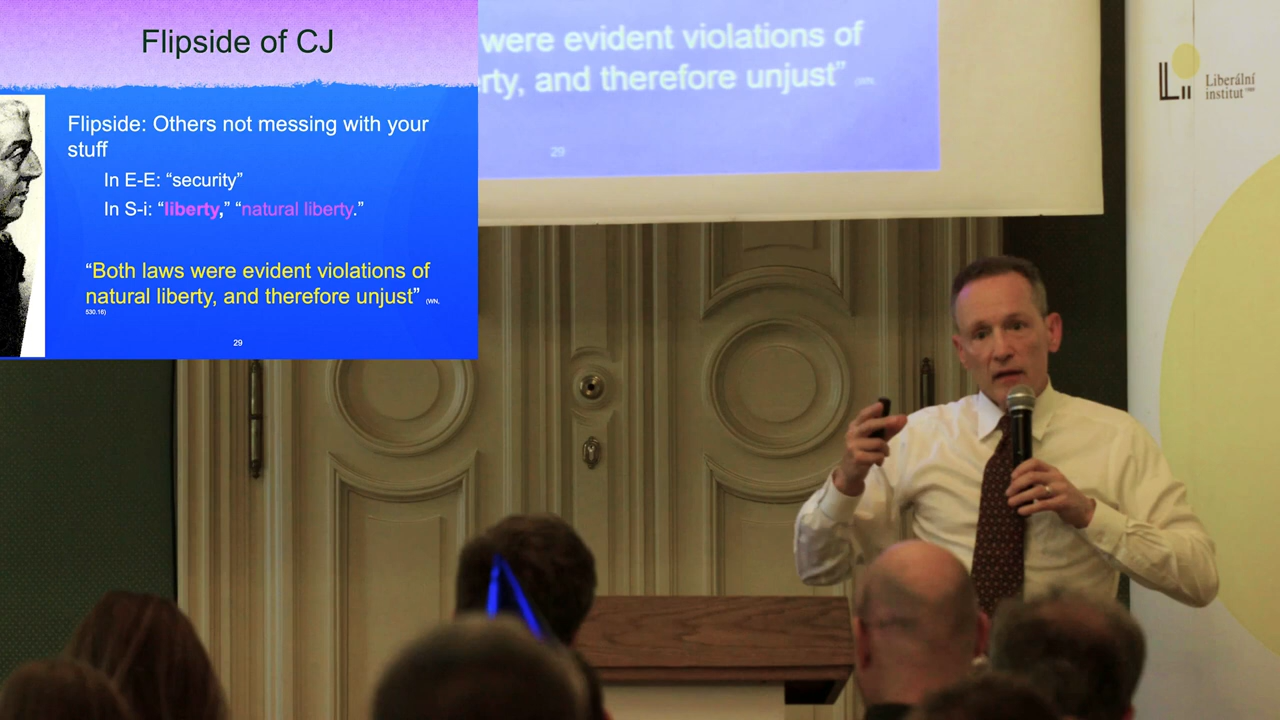 Flipside of CJ
Flipside: Others not messing with your
stuff
In E-E: “security”
In S-i: “liberty,” “natural liberty.”
“Both laws were evident violations of
natural liberty, and therefore unjust” (WN,
530.16)
29
were evident violations of
rty, and therefore unjust” (WN,
29
Liberální
institut